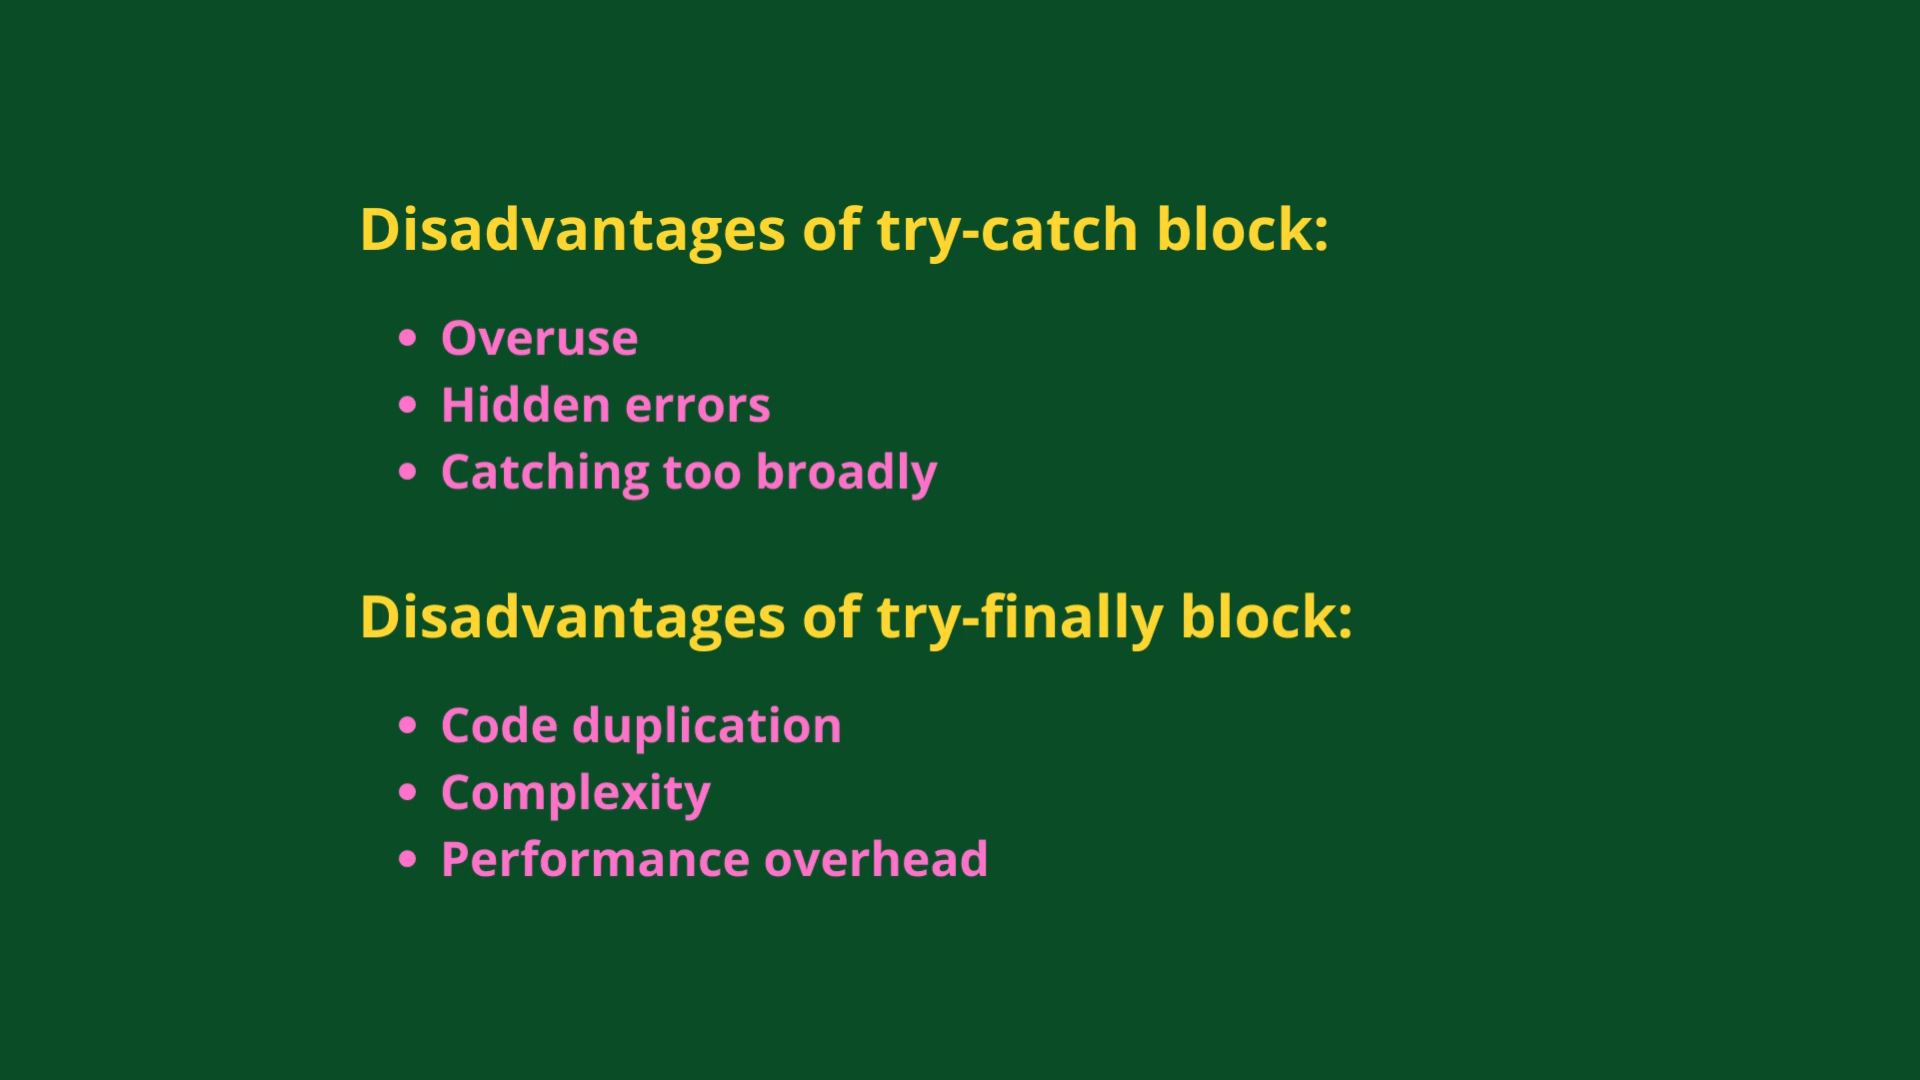 Disadvantages of try-catch block:
• Overuse
• Hidden errors
• Catching too broadly
Disadvantages of try-finally block:
• Code duplication
• Complexity
• Performance overhead